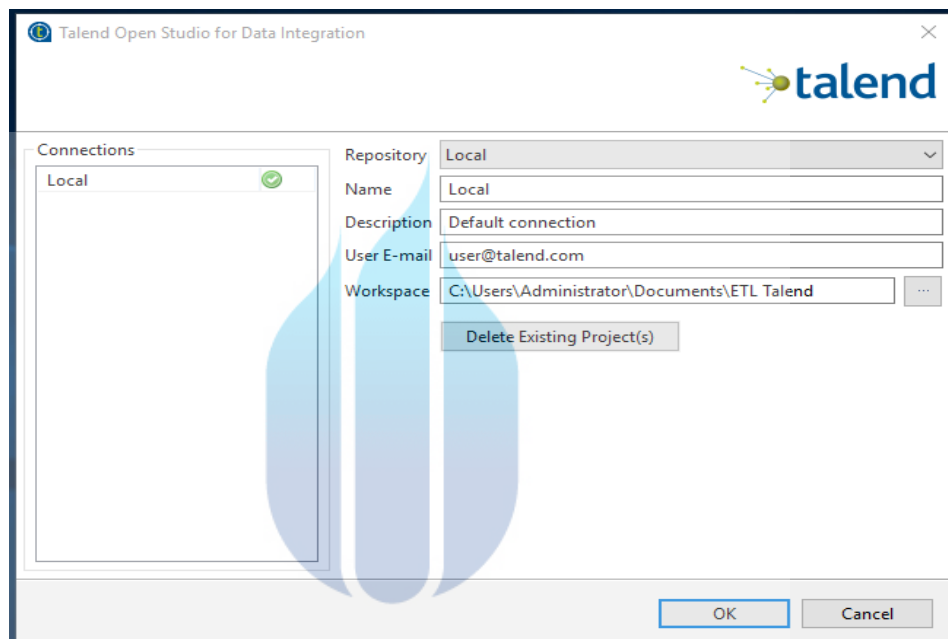 Talend Open Studio for Data Integration
talend
Connections
Local
Repository Local
Name Local
Description Default connection
User E-mail user@talend.com
Workspace C:\Users\Administrator\Documents\ETL Talend ...
Delete Existing Project(s)
OK Cancel